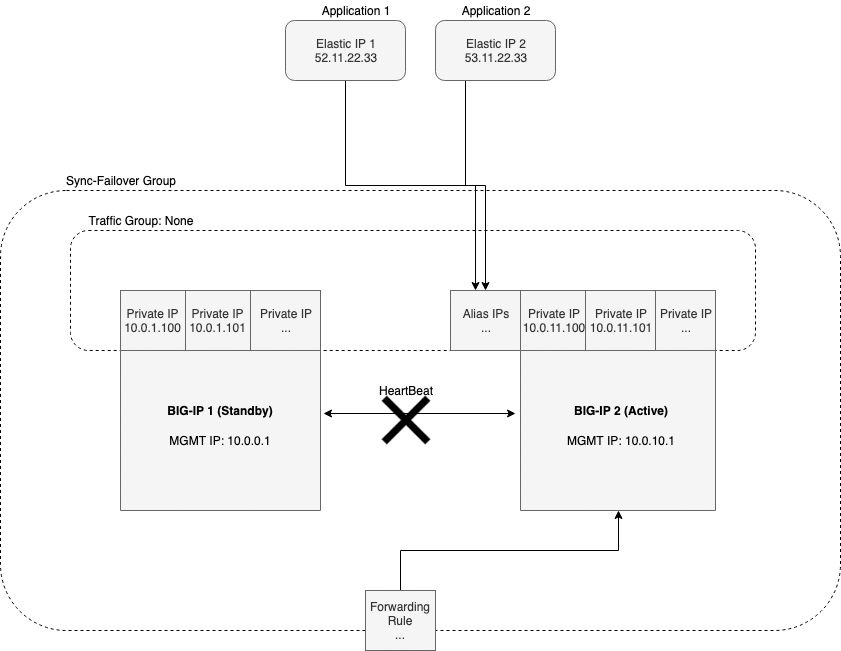 Application 1
Application 2
Elastic IP 1
52.11.22.33
Elastic IP 2
53.11.22.33
Sync-Failover Group
Traffic Group: None
Private IP
10.0.1.100
Private IP
10.0.1.101
Private IP
...
Alias IPs
...
Private IP
10.0.11.100
Private IP
10.0.11.101
Private IP
...
HeartBeat
BIG-IP 1 (Standby)
MGMT IP: 10.0.0.1
BIG-IP 2 (Active)
MGMT IP: 10.0.10.1
Forwarding
Rule
...